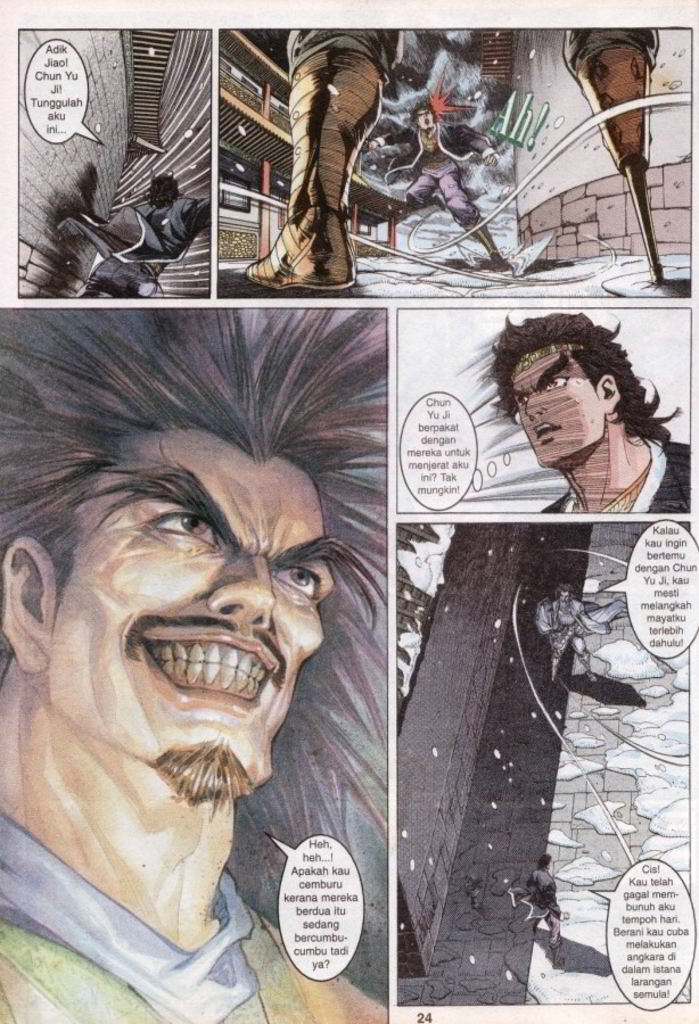 Adik
Jiao!
Chun Yu
Ji!
Tunggulah
aku
ini...
Ah!
Chun
Yu Ji
berpakat
dengan
mereka untuk
menjerat aku
ini? Tak
mungkin!
Heh,
heh...!
Apakah kau
cemburu
kerana mereka
berdua itu
sedang
bercumbu-
cumbu tadi
ya?
Kalau
kau ingin
bertemu
dengan Chun
Yu Ji, kau
mesti
melangkah
mayatku
terlebih
dahulu!
Cis!
Kau telah
gagal mem-
bunuh aku
tempoh hari.
Berani kau cuba
melakukan
angkara di
dalam istana
larangan
semula!
24